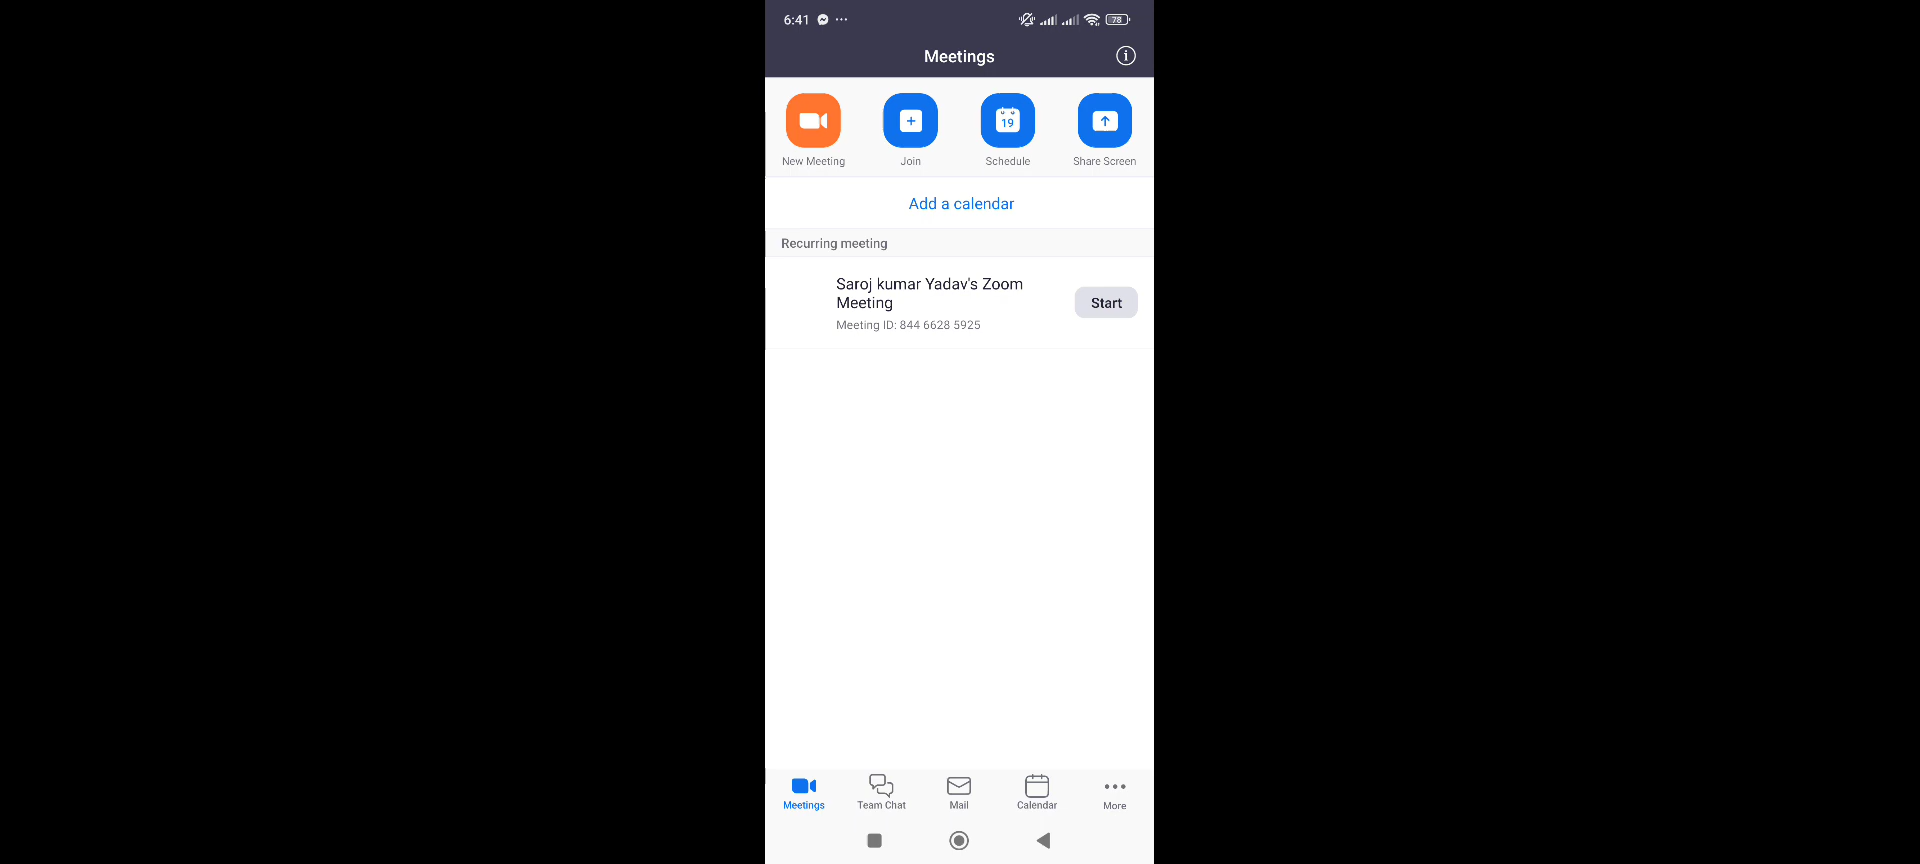 6:41
78
Meetings
19
New Meeting
Join
Schedule
Share Screen
Add a calendar
Recurring meeting
Saroj kumar Yadav's Zoom
Meeting
Start
Meeting ID: 844 6628 5925
Meetings
Team Chat
Mail
Calendar
More